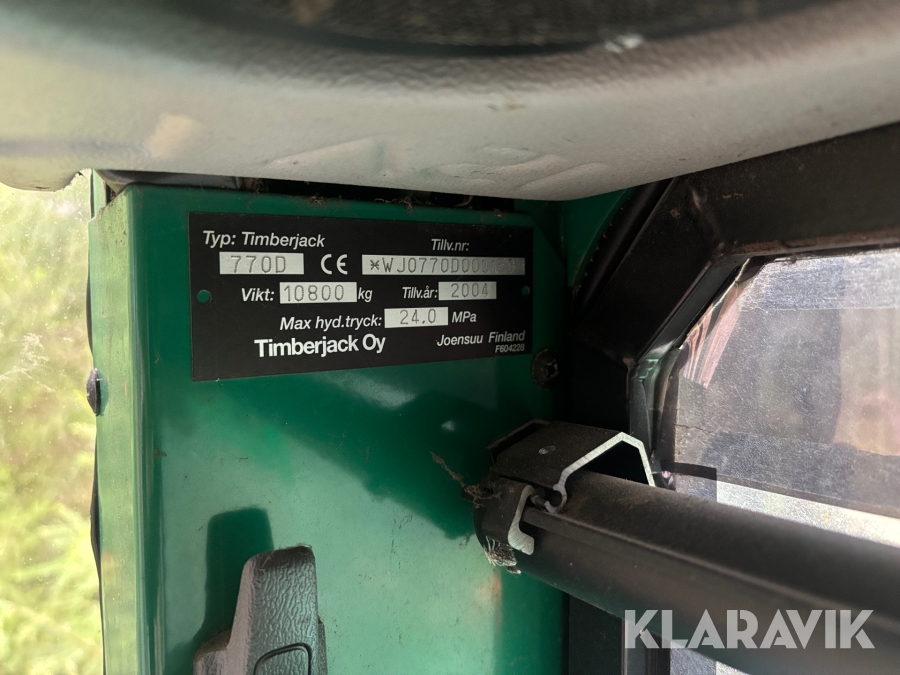 Typ: Timberjack
Tillv.nr:
770D CE
Vikt: 10800 kg Tillv.år: 2004
Max hyd.tryck: 24.0 MPa
Timberjack Oy Joensuu Finland
F604228
KLARAVIK